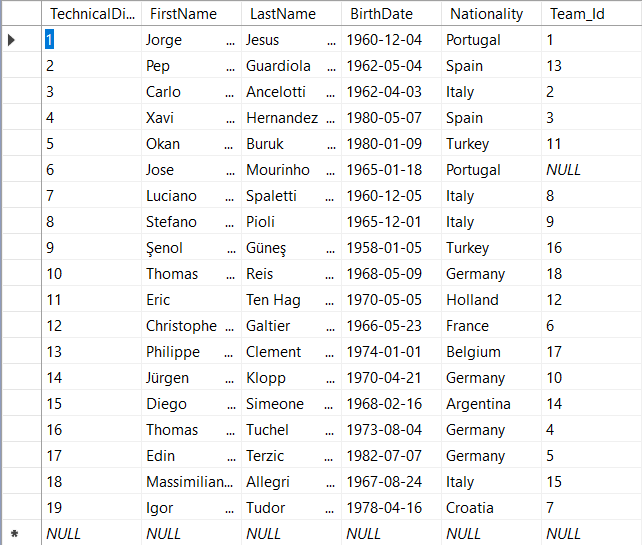 TechnicalDi... FirstName LastName BirthDate Nationality Team_Id
1 Jorge ... Jesus ... 1960-12-04 Portugal 1
2 Pep ... Guardiola ... 1962-05-04 Spain 13
3 Carlo ... Ancelotti ... 1962-04-03 Italy 2
4 Xavi ... Hernandez ... 1980-05-07 Spain 3
5 Okan ... Buruk ... 1980-01-09 Turkey 11
6 Jose ... Mourinho ... 1965-01-18 Portugal NULL
7 Luciano ... Spaletti ... 1960-12-05 Italy 8
8 Stefano ... Pioli 1965-12-01 Italy 9
9 Şenol ... Güneş ... 1958-01-05 Turkey 16
10 Thomas ... Reis ... 1968-05-09 Germany 18
11 Eric Ten Hag ... 1970-05-05 Holland 12
12 Christophe ... Galtier ... 1966-05-23 France 6
13 Philippe ... Clement ... 1974-01-01 Belgium 17
14 Jürgen ... Klopp ... 1970-04-21 Germany 10
15 Diego ... Simeone ... 1968-02-16 Argentina 14
16 Thomas ... Tuchel ... 1973-08-04 Germany 4
17 Edin ... Terzic ... 1982-07-07 Germany 5
18 Massimilian... Allegri ... 1967-08-24 Italy 15
19 Igor ... Tudor ... 1978-04-16 Croatia 7
NULL NULL NULL NULL NULL NULL